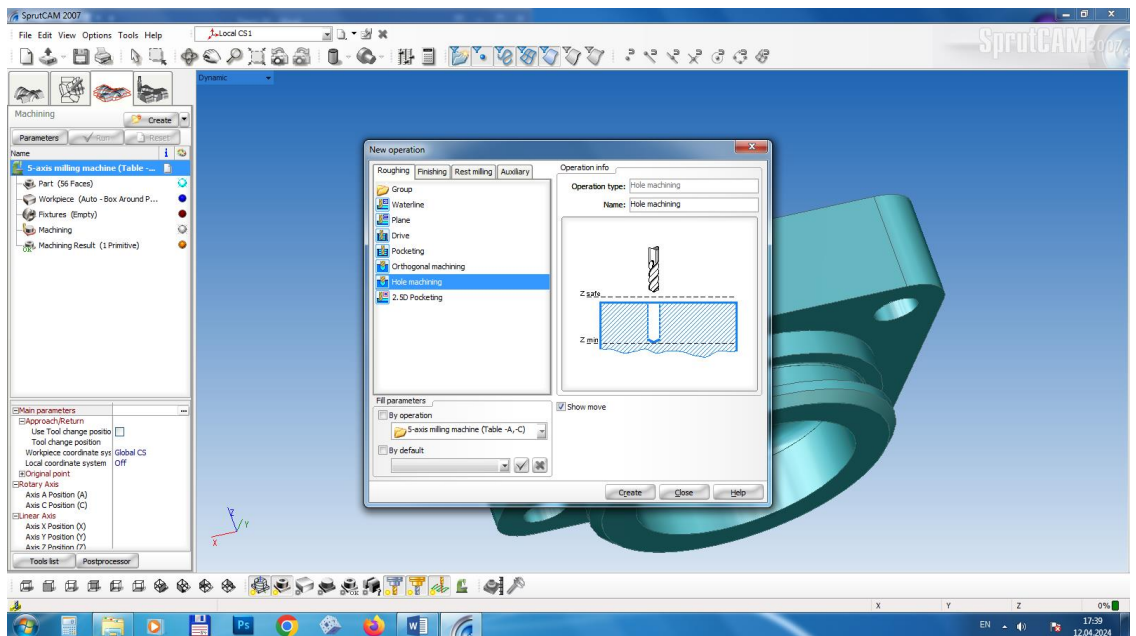 SprutCAM 2007
File Edit View Options Tools Help
Local CS1
SprutCAM 2007
Dynamic
Machining
Create
Parameters
Run
Reset
Name
5-axis milling machine (Table -...
Part (56 Faces)
Workpiece (Auto -Box Around P...
Fixtures (Empty)
Machining
Machining Result (1 Primitive)
Main parameters
Approach/Return
Use Tool change positio
Tool change position
Workpiece coordinate sys Global CS
Local coordinate system Off
Original point
Rotary Axis
Axis A Position (A)
Axis C Position (C)
Linear Axis
Axis X Position (X)
Axis Y Position (Y)
Axis Z Position (Z)
Tools list
Postprocessor
New operation
Roughing Finishing Rest milling Auxiliary
Group
Waterline
Plane
Drive
Pocketing
Orthogonal machining
Hole machining
2.5D Pocketing
Fill parameters
By operation
5-axis milling machine (Table -A,-C)
By default
Operation info
Operation type: Hole machining
Name: Hole machining
Z safe
Z min
Show move
Create Close Help
Z
Y
X
X Y Z 0%
Ps
W
EN
17:39
12.04.2024